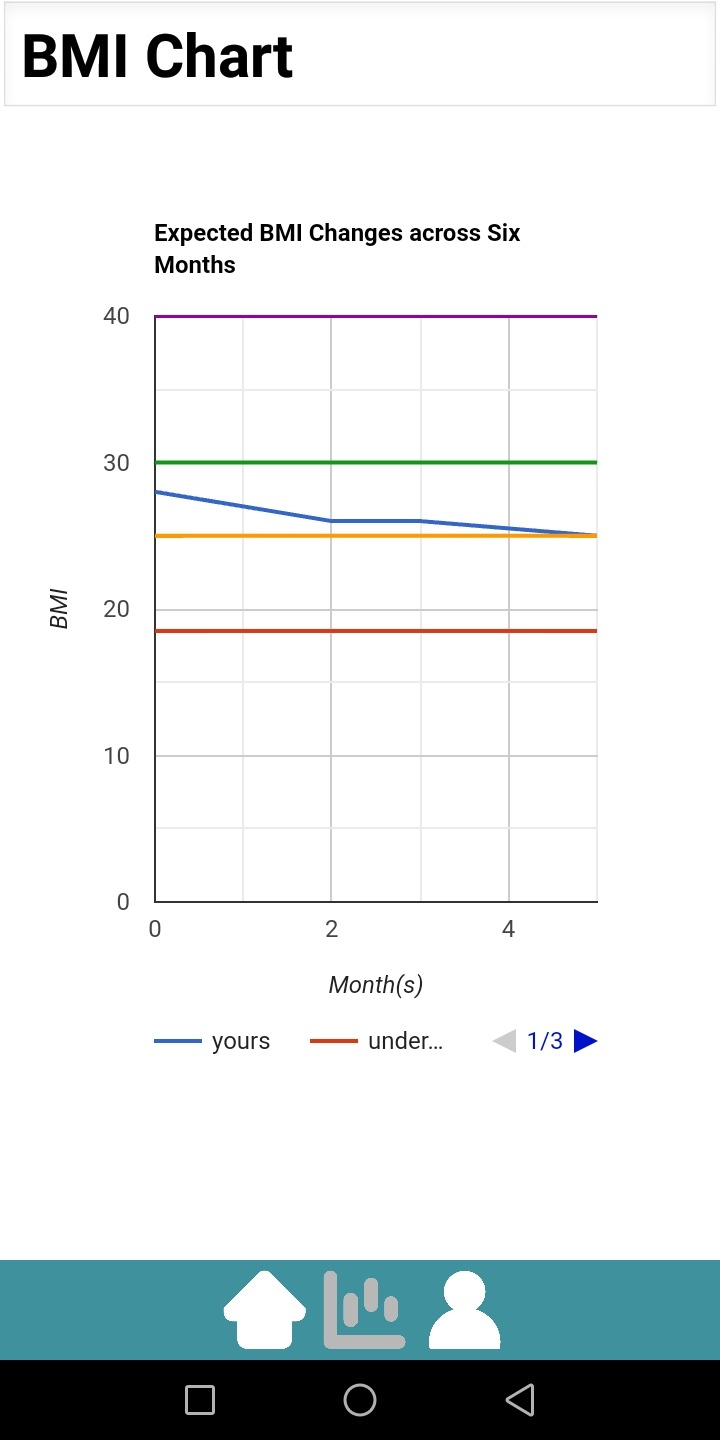 BMI Chart
Expected BMI Changes across Six
Months
40
30
20
10
0
BMI
0 2 4
Month(s)
yours under... 1/3